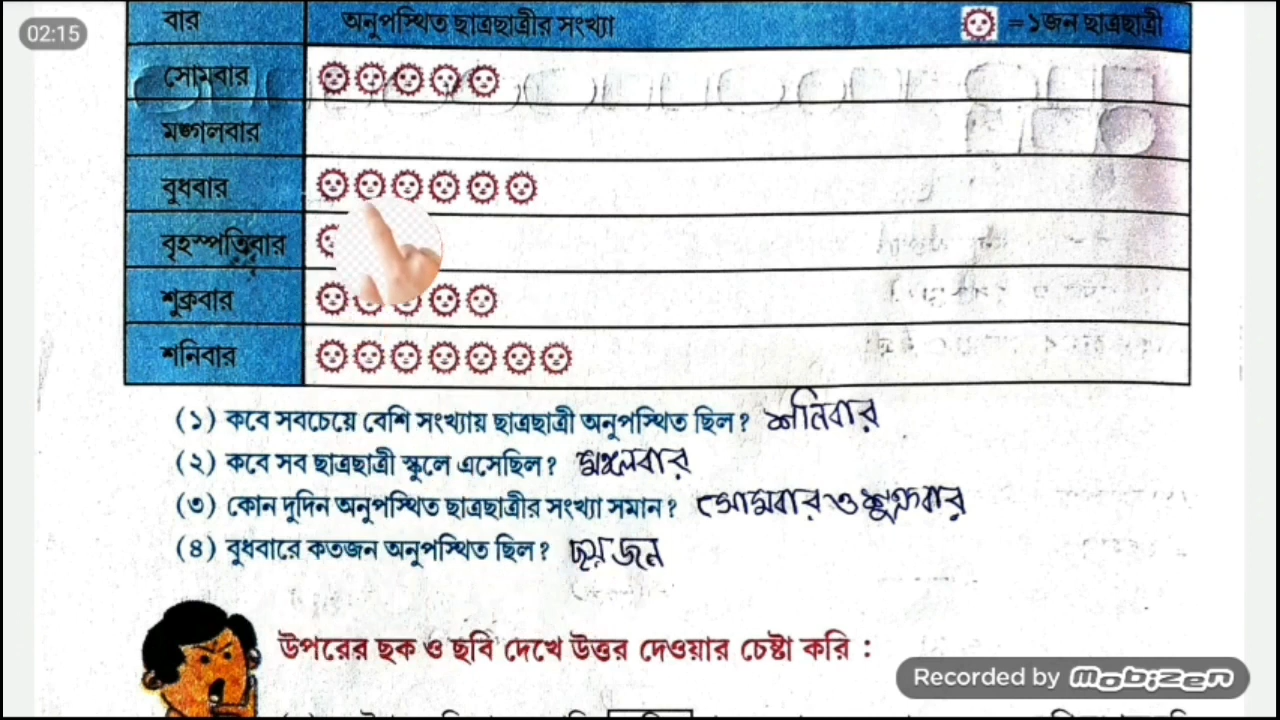 02:15
বার অনুপস্থিত ছাত্রছাত্রীর সংখ্যা =১জন ছাত্রছাত্রী
সোমবার
মঙ্গলবার
বুধবার
বৃহস্পতিবার
শুক্রবার
শনিবার
(১) কবে সবচেয়ে বেশি সংখ্যায় ছাত্রছাত্রী অনুপস্থিত ছিল? শনিবার
(২) কবে সব ছাত্রছাত্রী স্কুলে এসেছিল? মঙ্গলবার
(৩) কোন দুদিন অনুপস্থিত ছাত্রছাত্রীর সংখ্যা সমান? সোমবার ও শুক্রবার
(৪) বুধবারে কতজন অনুপস্থিত ছিল? ছয় জন
উপরের ছক ও ছবি দেখে উত্তর দেওয়ার চেষ্টা করি :
Recorded by mobizen